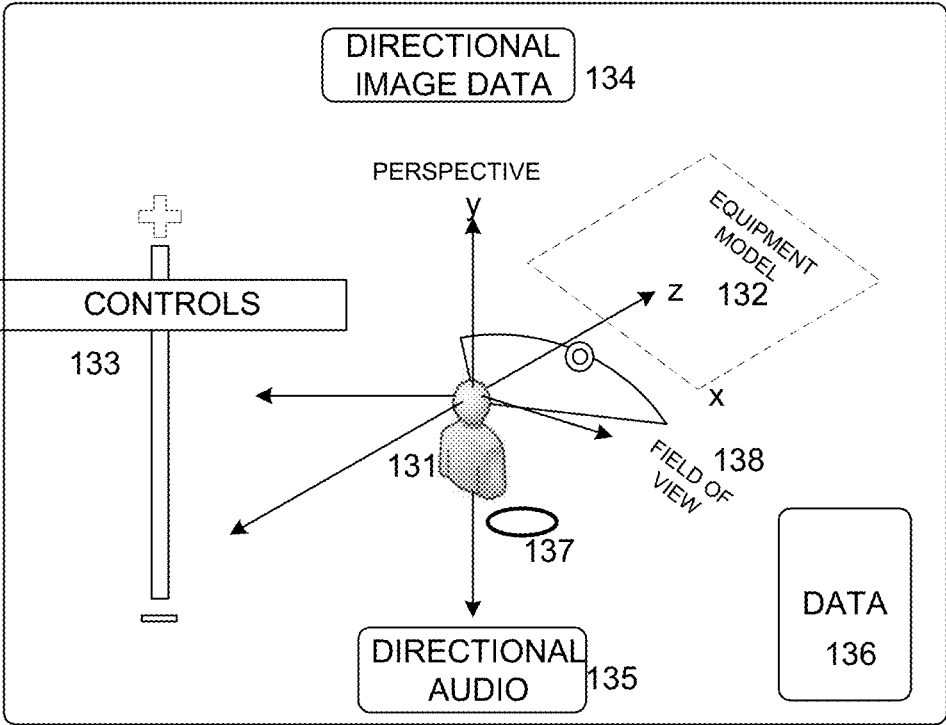 DIRECTIONAL
IMAGE DATA
134
PERSPECTIVE
y
EQUIPMENT
MODEL
132
z
CONTROLS
133
x
131
138
FIELD OF
VIEW
137
DATA
136
DIRECTIONAL
AUDIO
135